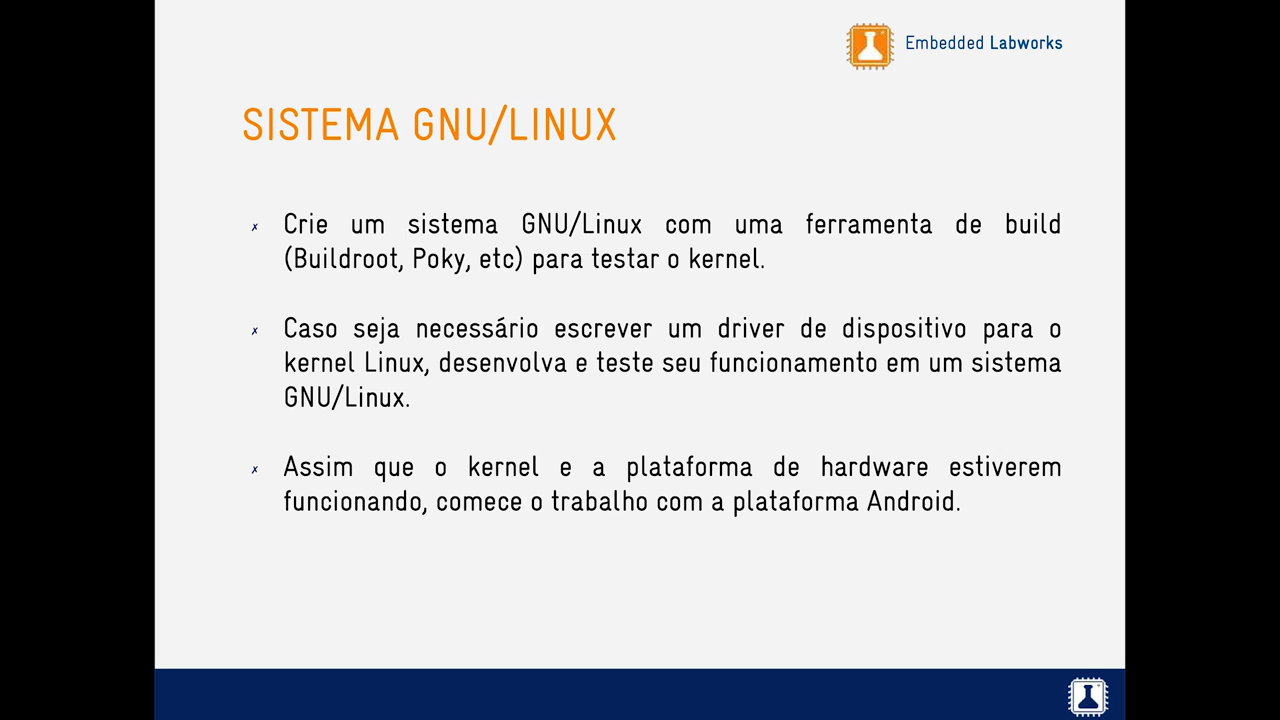 Embedded Labworks
SISTEMA GNU/LINUX
Crie um sistema GNU/Linux com uma ferramenta de build
(Buildroot, Poky, etc) para testar o kernel.
Caso seja necessário escrever um driver de dispositivo para o
kernel Linux, desenvolva e teste seu funcionamento em um sistema
GNU/Linux.
Assim que o kernel e a plataforma de hardware estiverem
funcionando, comece o trabalho com a plataforma Android.